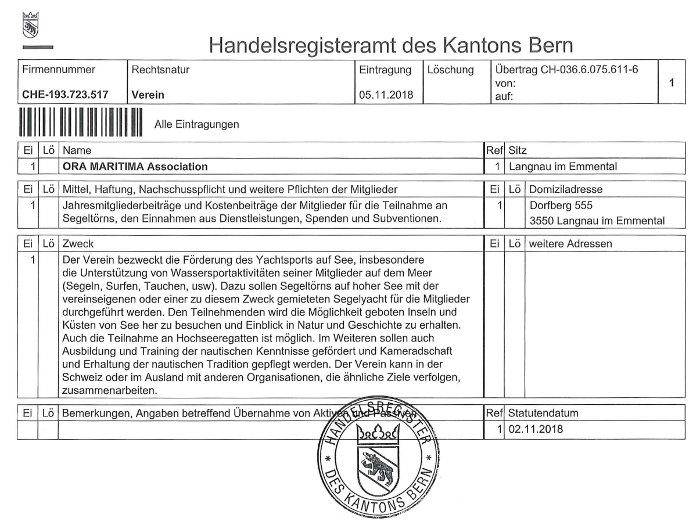 Handelsregisteramt des Kantons Bern
Firmennummer
CHE-193.723.517
Rechtsnatur
Verein
Eintragung
05.11.2018
Löschung
Übertrag CH-036.6.075.611-6
von:
auf:
1
Alle Eintragungen
Ei Lö Name Ref Sitz
1 ORA MARITIMA Association 1 Langnau im Emmental
Ei Lö Mittel, Haftung, Nachschusspflicht und weitere Pflichten der Mitglieder
1 Jahresmitgliederbeiträge und Kostenbeiträge der Mitglieder für die Teilnahme an
Segeltörns, den Einnahmen aus Dienstleistungen, Spenden und Subventionen.
Ei Lö Domiziladresse
1 Dorfberg 555
3550 Langnau im Emmental
Ei Lö Zweck
1 Der Verein bezweckt die Förderung des Yachtsports auf See, insbesondere
die Unterstützung von Wassersportaktivitäten seiner Mitglieder auf dem Meer
(Segeln, Surfen, Tauchen, usw). Dazu sollen Segeltörns auf hoher See mit der
vereinseigenen oder einer zu diesem Zweck gemieteten Segelyacht für die Mitglieder
durchgeführt werden. Den Teilnehmenden wird die Möglichkeit geboten Inseln und
Küsten von See her zu besuchen und Einblick in Natur und Geschichte zu erhalten.
Auch die Teilnahme an Hochseeregatten ist möglich. Im Weiteren sollen auch
Ausbildung und Training der nautischen Kenntnisse gefördert und Kameradschaft
und Erhaltung der nautischen Tradition gepflegt werden. Der Verein kann in der
Schweiz oder im Ausland mit anderen Organisationen, die ähnliche Ziele verfolgen,
zusammenarbeiten.
Ei Lö weitere Adressen
Ei Lö Bemerkungen, Angaben betreffend Übernahme von Aktiven und Passiven
Ref Statutendatum
1 02.11.2018
* HANDELSREGISTER *
DES KANTONS BERN